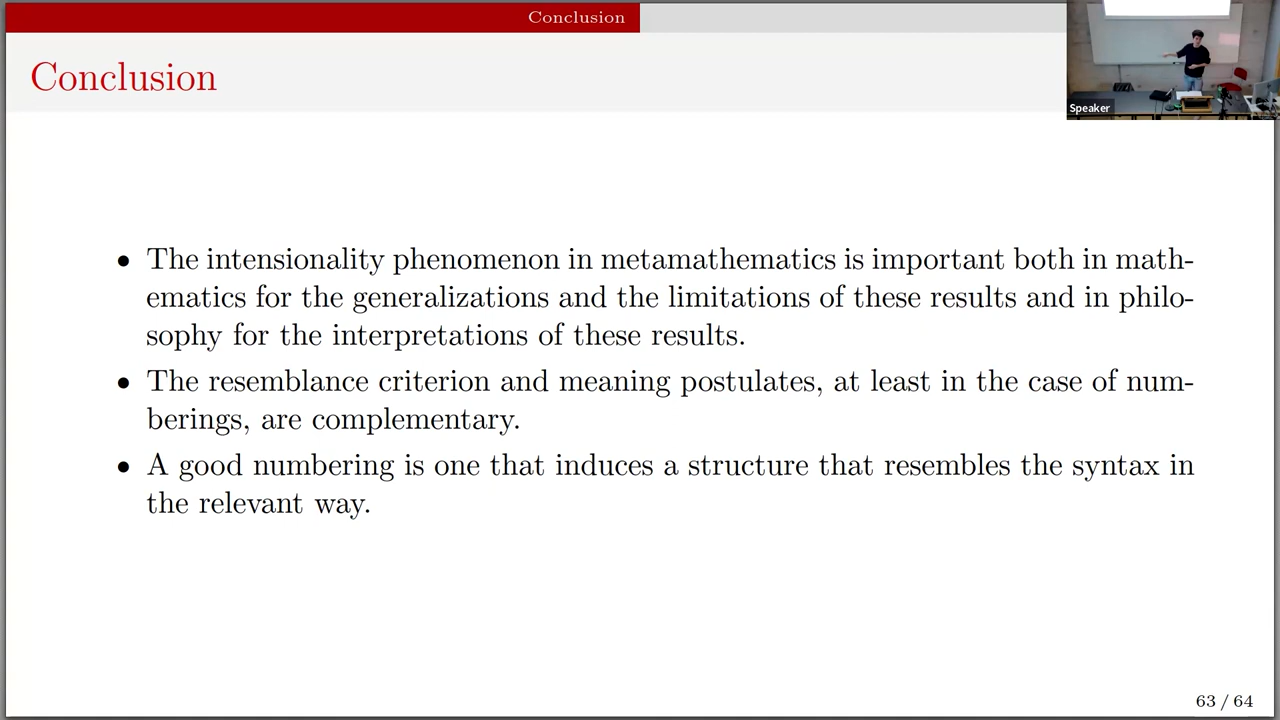 Conclusion
Conclusion
Speaker
• The intensionality phenomenon in metamathematics is important both in math-
ematics for the generalizations and the limitations of these results and in philo-
sophy for the interpretations of these results.
• The resemblance criterion and meaning postulates, at least in the case of num-
berings, are complementary.
• A good numbering is one that induces a structure that resembles the syntax in
the relevant way.
63 / 64